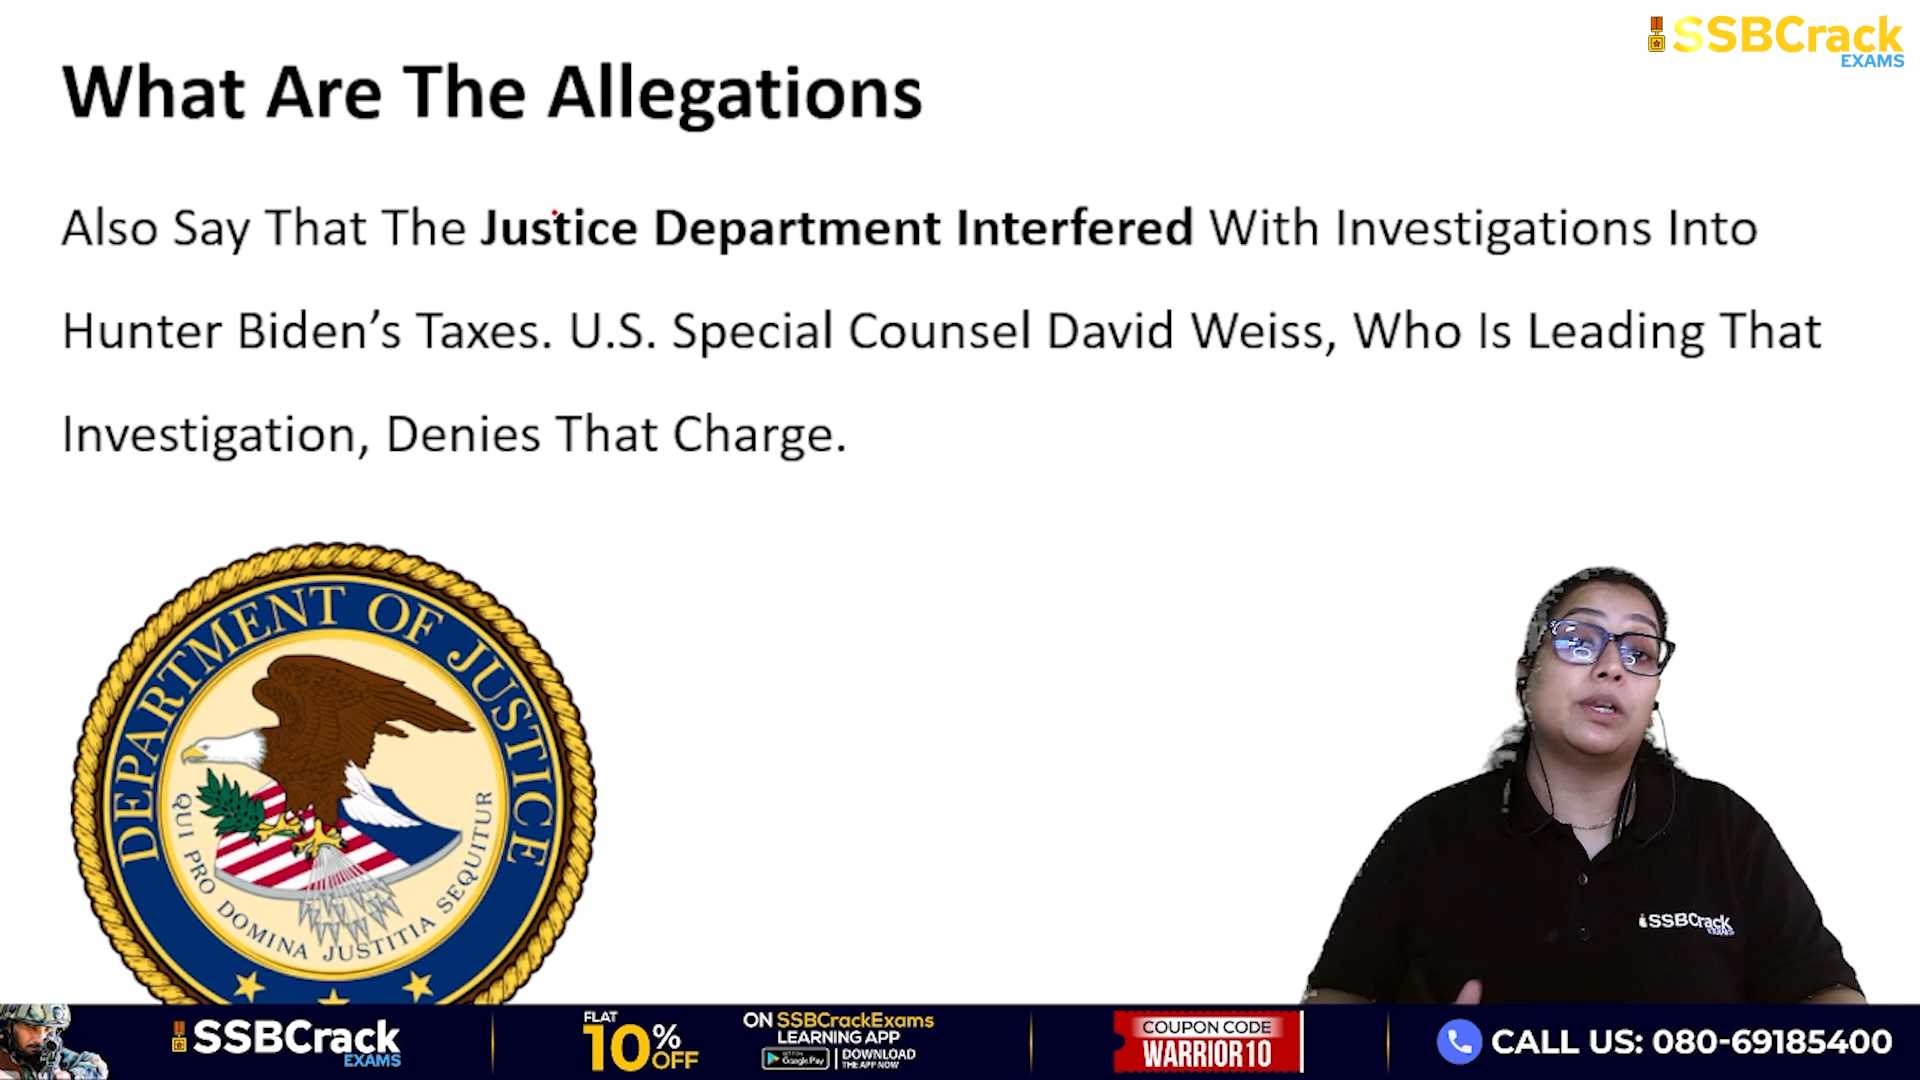 SSBCrack
EXAMS
What Are The Allegations
Also Say That The Justice Department Interfered With Investigations Into
Hunter Biden’s Taxes. U.S. Special Counsel David Weiss, Who Is Leading That
Investigation, Denies That Charge.
DEPARTMENT OF JUSTICE
QUI PRO DOMINA JUSTITIA SEQUITUR
SSBCrack
EXAMS
SSBCrack
EXAMS
FLAT
10% OFF
ON SSBCrackExams
LEARNING APP
Google Play
DOWNLOAD
THE APP NOW
COUPON CODE
WARRIOR10
CALL US: 080-69185400